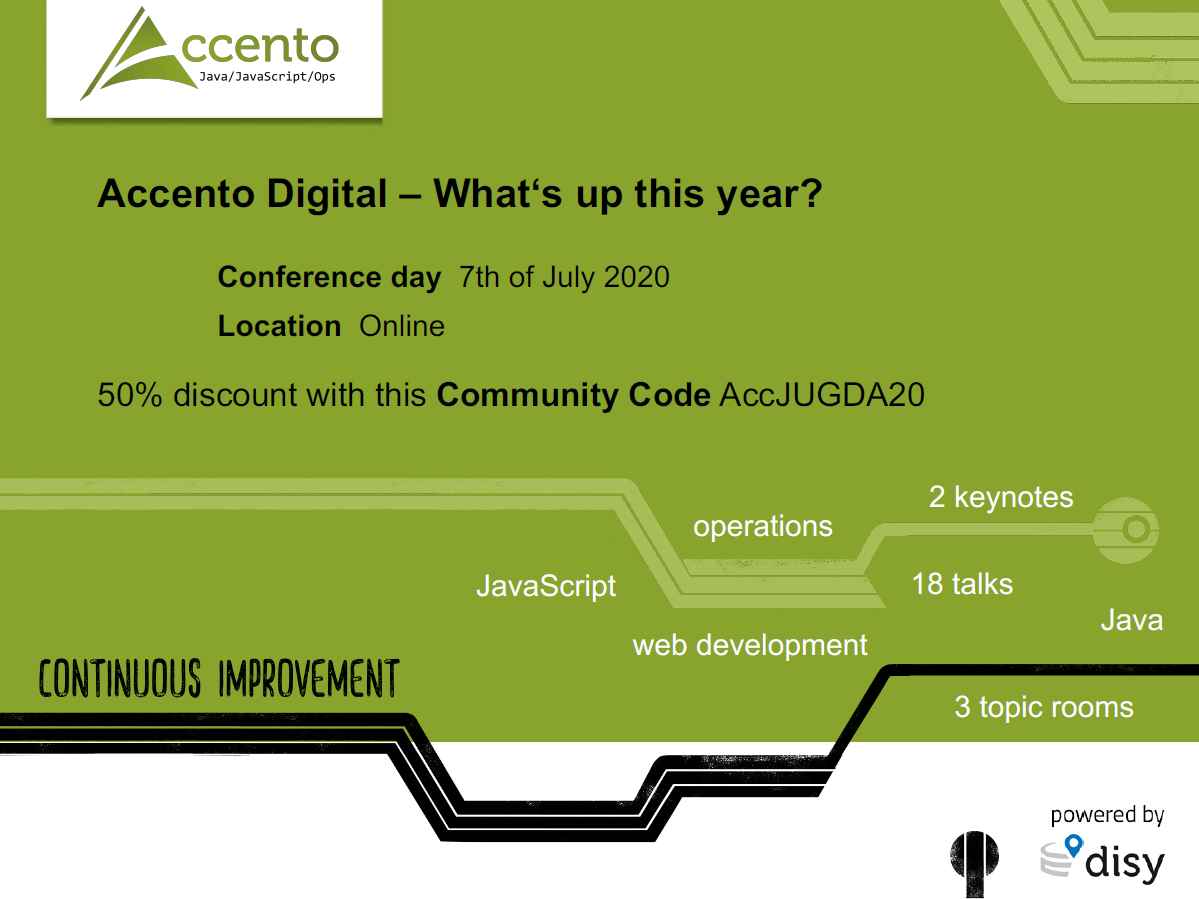 Accento
Java/JavaScript/Ops
Accento Digital – What‘s up this year?
Conference day 7th of July 2020
Location Online
50% discount with this Community Code AccJUGDA20
2 keynotes
operations
JavaScript
18 talks
Java
web development
CONTINUOUS IMPROVEMENT
3 topic rooms
powered by
disy